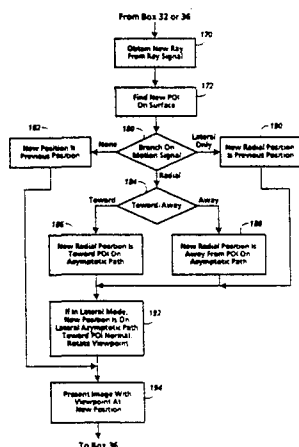 From Box 32 or 36
170
Obtain New Ray
From Ray Signal
172
Find New POI
On Surface
180
182
190
None
Branch On
Motion Signal
Lateral
Only
New Position Is
Previous Position
New Radial Position
Is Previous Position
Radial
184
Toward
Toward-Away
Away
186
188
New Radial Position Is
Toward POI On
Asymptotic Path
New Radial Position Is
Away From POI On
Asymptotic Path
192
If in Lateral Mode,
New Position Is On
Lateral Asymptotic Path
Toward POI Normal;
Rotate Viewpoint
194
Present Image With
Viewpoint At
New Position
To Box 36